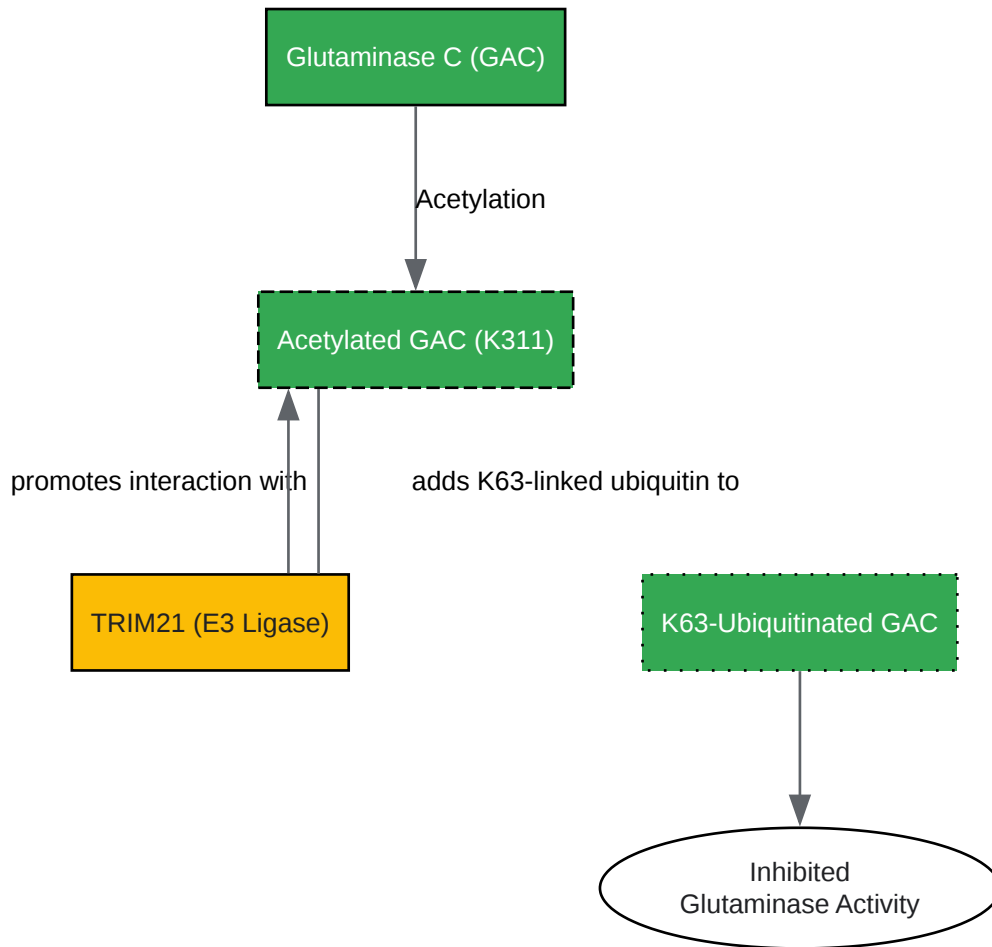 Glutaminase C (GAC)
Acetylation
Acetylated GAC (K311)
promotes interaction with
adds K63-linked ubiquitin to
TRIM21 (E3 Ligase)
K63-Ubiquitinated GAC
Inhibited
Glutaminase Activity